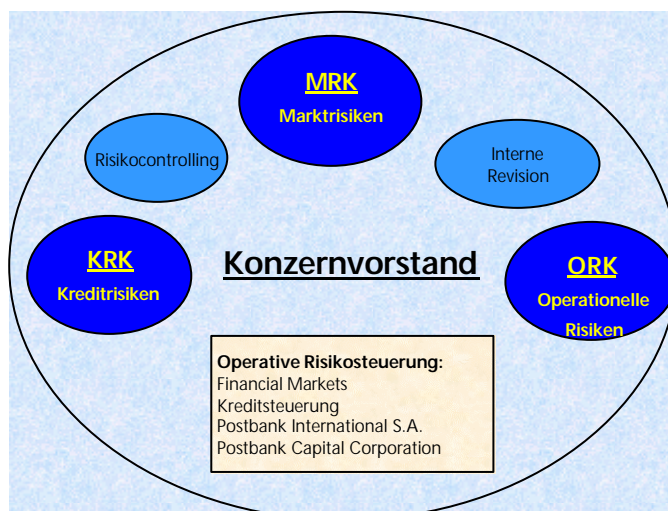 MRK
Marktrisiken
Risikocontrolling
Interne
Revision
KRK
Kreditrisiken
Konzernvorstand
ORK
Operationelle
Risiken
Operative Risikosteuerung:
Financial Markets
Kreditsteuerung
Postbank International S.A.
Postbank Capital Corporation